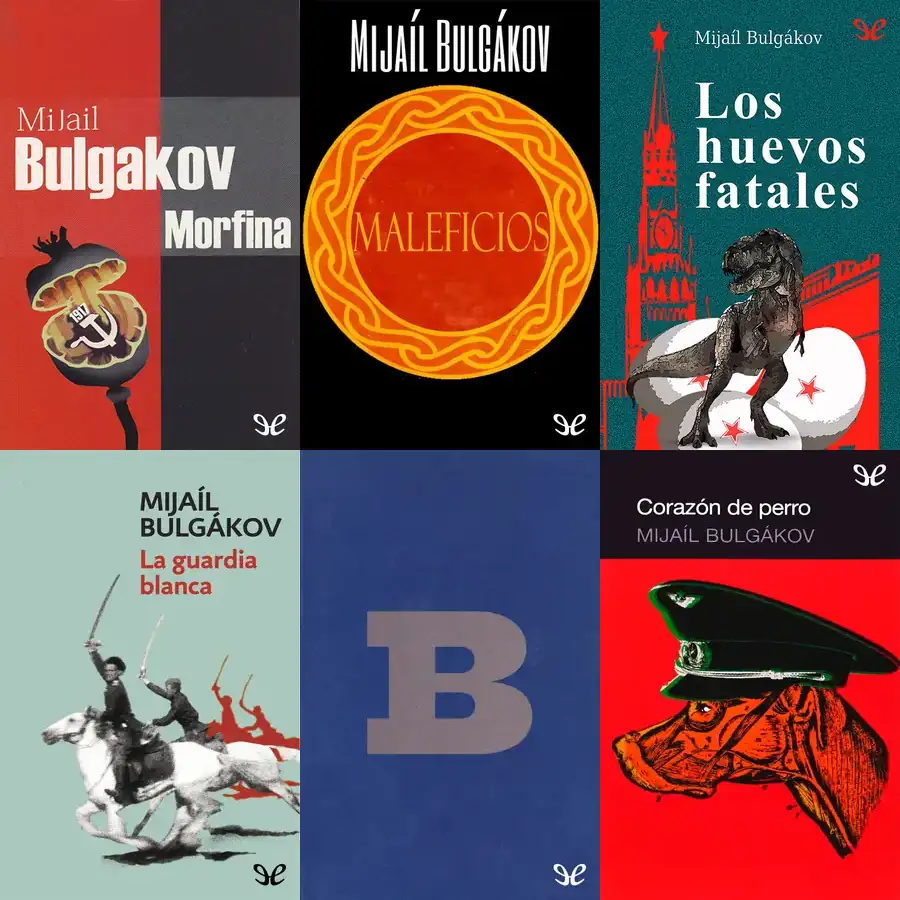 MiJail
Bulgakov
Morfina
1917
MIJAÍL BULGÁKOV
MALEFICIOS
Mijaíl Bulgákov
Los
huevos
fatales
MIJAÍL
BULGÁKOV
La guardia
blanca
B
Corazón de perro
MIJAÍL BULGÁKOV